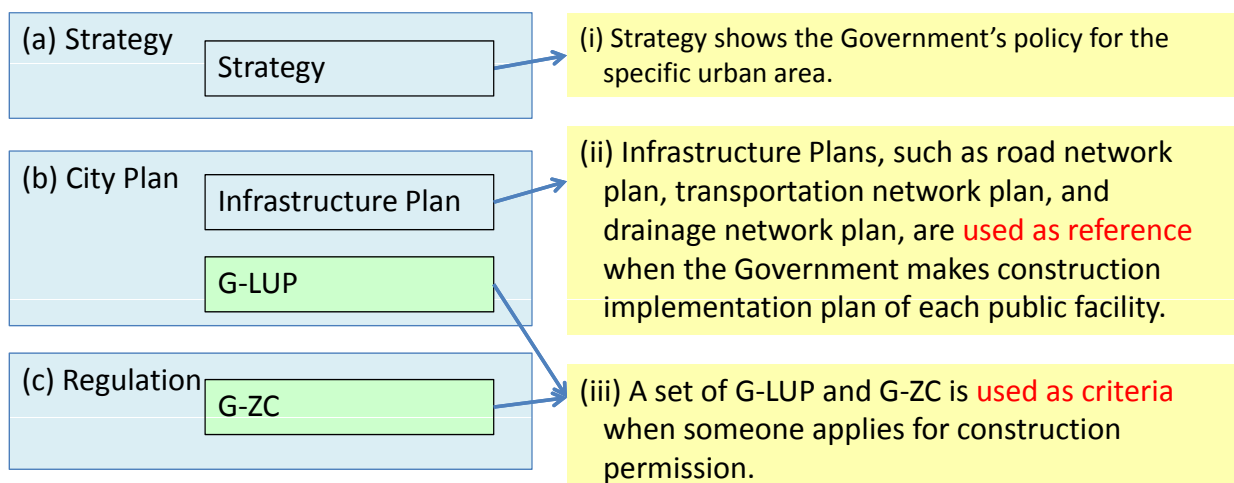 (a) Strategy
Strategy
(i) Strategy shows the Government’s policy for the
specific urban area.
(b) City Plan
Infrastructure Plan
G-LUP
(ii) Infrastructure Plans, such as road network
plan, transportation network plan, and
drainage network plan, are used as reference
when the Government makes construction
implementation plan of each public facility.
(c) Regulation
G-ZC
(iii) A set of G-LUP and G-ZC is used as criteria
when someone applies for construction
permission.